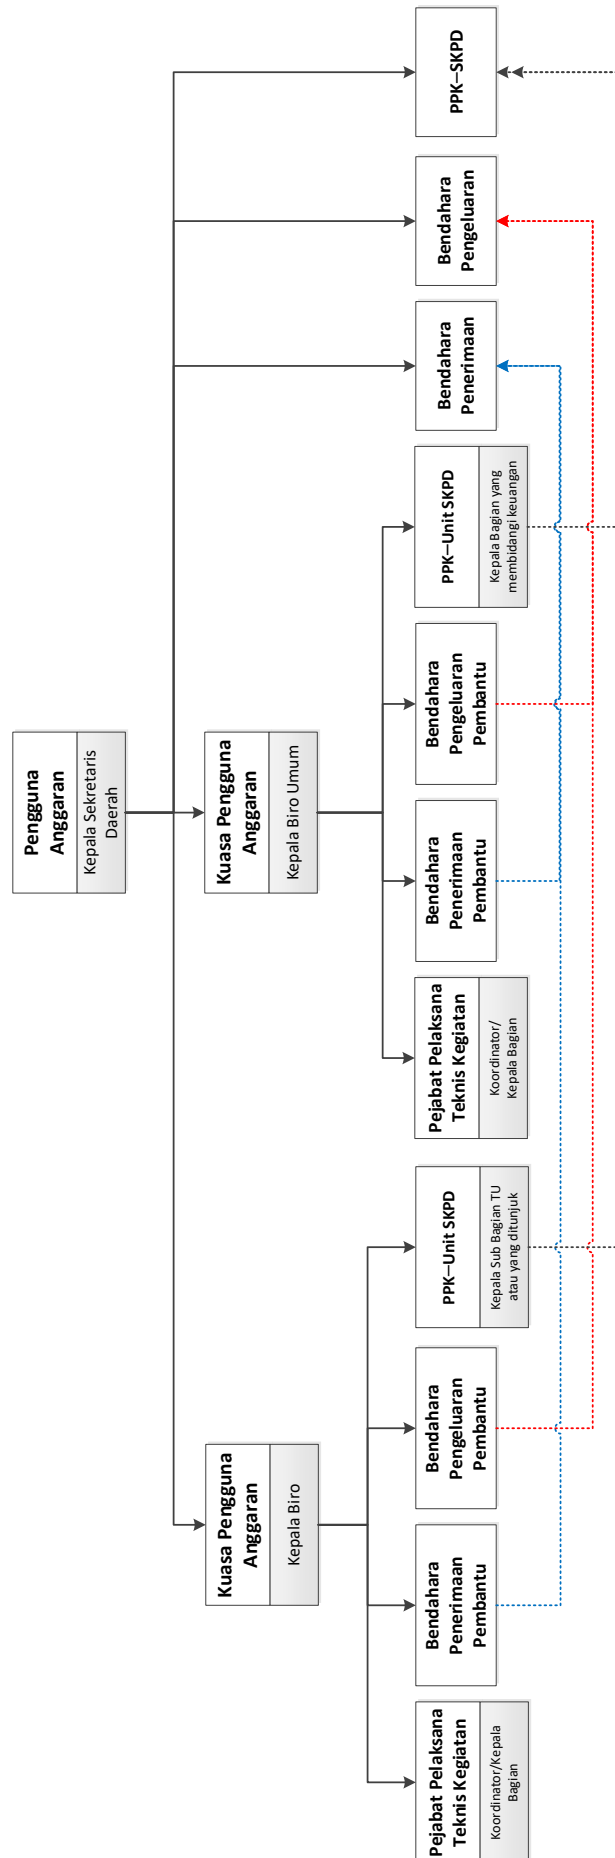 Pengguna
Anggaran
Kepala Sekretaris
Daerah
Kuasa Pengguna
Anggaran
Kepala Biro
Kuasa Pengguna
Anggaran
Kepala Biro Umum
Pejabat Pelaksana
Teknis Kegiatan
Koordinator/Kepala
Bagian
Bendahara
Penerimaan
Pembantu
Bendahara
Pengeluaran
Pembantu
PPK—Unit SKPD
Kepala Sub Bagian TU
atau yang ditunjuk
Pejabat Pelaksana
Teknis Kegiatan
Koordinator/
Kepala Bagian
Bendahara
Penerimaan
Pembantu
Bendahara
Pengeluaran
Pembantu
PPK—Unit SKPD
Kepala Bagian yang
membidangi keuangan
Bendahara
Penerimaan
Bendahara
Pengeluaran
PPK—SKPD